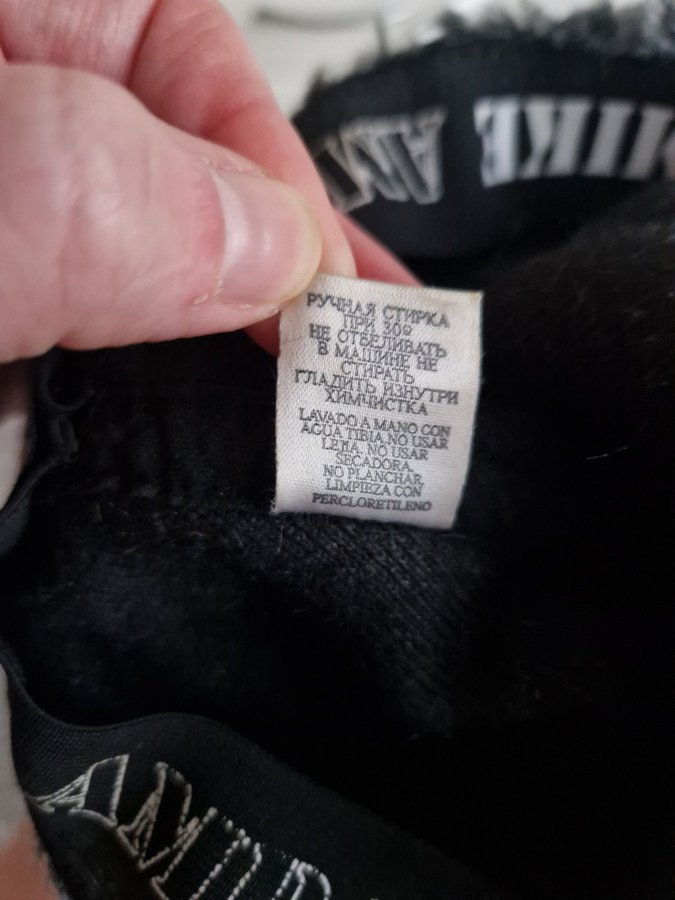 MIKE AM
РУЧНАЯ СТИРКА
ПРИ 30º
НЕ ОТБЕЛИВАТЬ
В МАШИНЕ НЕ
СТИРАТЬ
ГЛАДИТЬ ИЗНУТРИ
ХИМЧИСТКА
LAVADO A MANO CON
AGUA TIBIA. NO USAR
LEJIA. NO USAR
SECADORA.
NO PLANCHAR.
LIMPIEZA CON
PERCLORETILENO